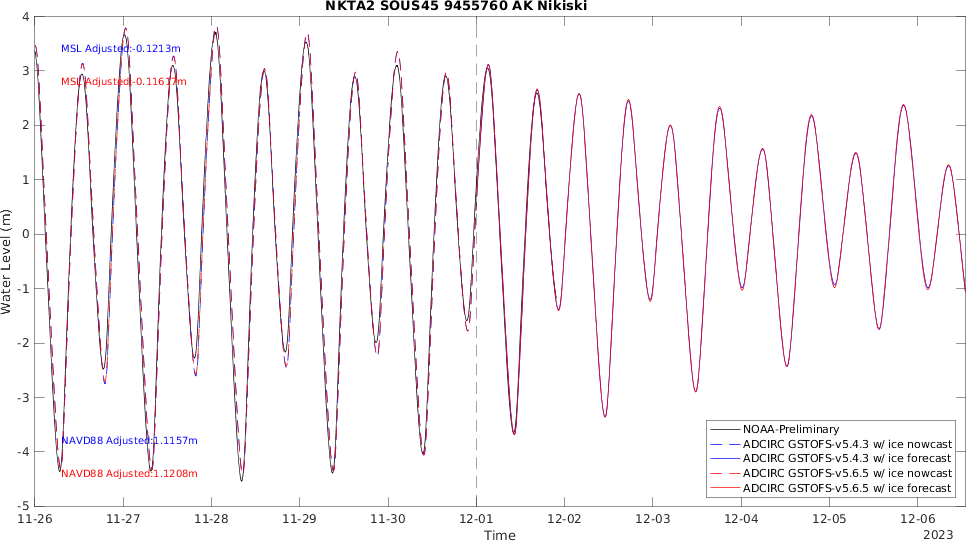 NKTA2 SOUS45 9455760 AK Nikiski
4
3
2
1
0
-1
-2
-3
-4
-5
Water Level (m)
MSL Adjusted:-0.1213m
MSL Adjusted:-0.11617m
NAVD88 Adjusted:1.1157m
NAVD88 Adjusted:1.1208m
NOAA-Preliminary
ADCIRC GSTOFS-v5.4.3 w/ ice nowcast
ADCIRC GSTOFS-v5.4.3 w/ ice forecast
ADCIRC GSTOFS-v5.6.5 w/ ice nowcast
ADCIRC GSTOFS-v5.6.5 w/ ice forecast
11-26 11-27 11-28 11-29 11-30 12-01 12-02 12-03 12-04 12-05 12-06
Time
2023